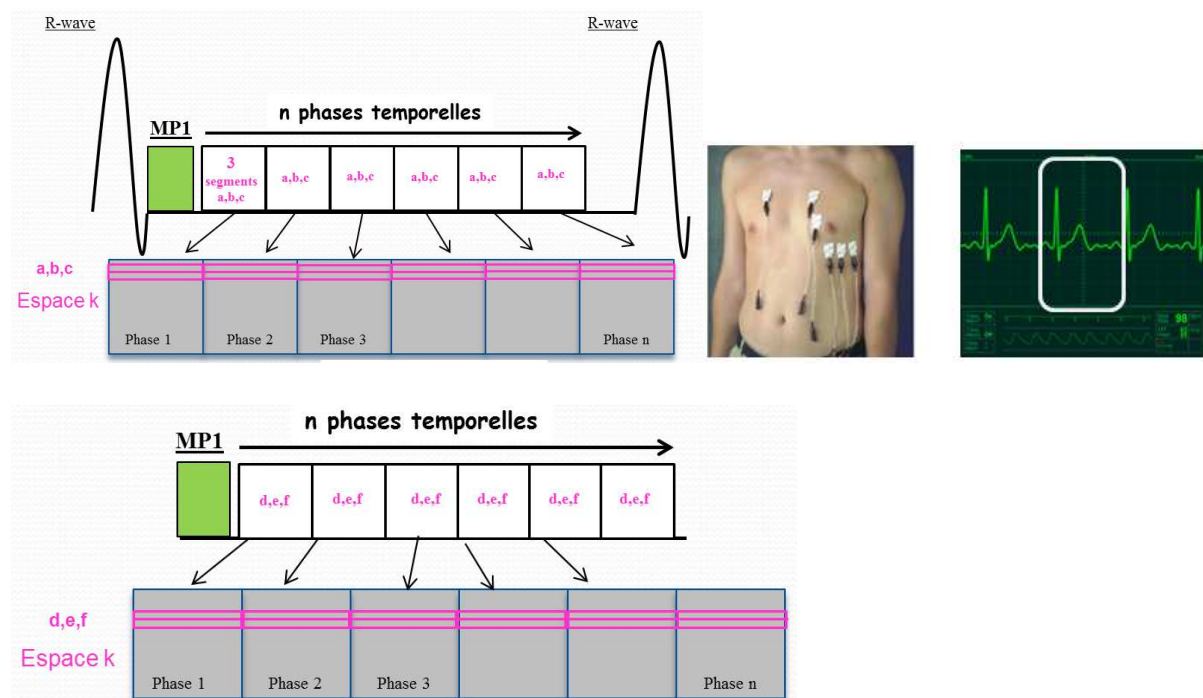 R-wave
R-wave
n phases temporelles
MP1
3
segments
a,b,c
a,b,c
a,b,c
a,b,c
a,b,c
a,b,c
a,b,c
Espace k
Phase 1
Phase 2
Phase 3
Phase n
98
n phases temporelles
MP1
d,e,f
d,e,f
d,e,f
d,e,f
d,e,f
d,e,f
d,e,f
Espace k
Phase 1
Phase 2
Phase 3
Phase n